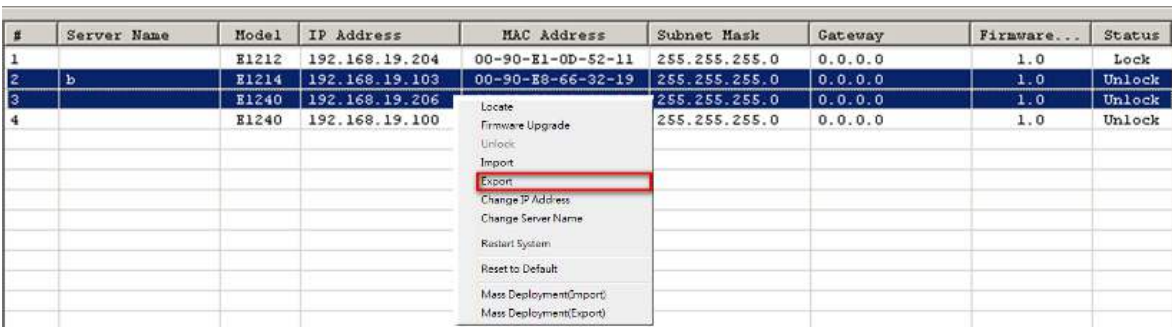 # Server Name Model IP Address MAC Address Subnet Mask Gateway Firmware... Status
1 E1212 192.168.19.204 00-90-E1-0D-52-11 255.255.255.0 0.0.0.0 1.0 Lock
2 b E1214 192.168.19.103 00-90-E8-66-32-19 255.255.255.0 0.0.0.0 1.0 Unlock
3 E1240 192.168.19.206 255.255.255.0 0.0.0.0 1.0 Unlock
4 E1240 192.168.19.100 255.255.255.0 0.0.0.0 1.0 Unlock
Locate
Firmware Upgrade
Unlock
Import
Export
Change IP Address
Change Server Name
Restart System
Reset to Default
Mass Deployment(Import)
Mass Deployment(Export)